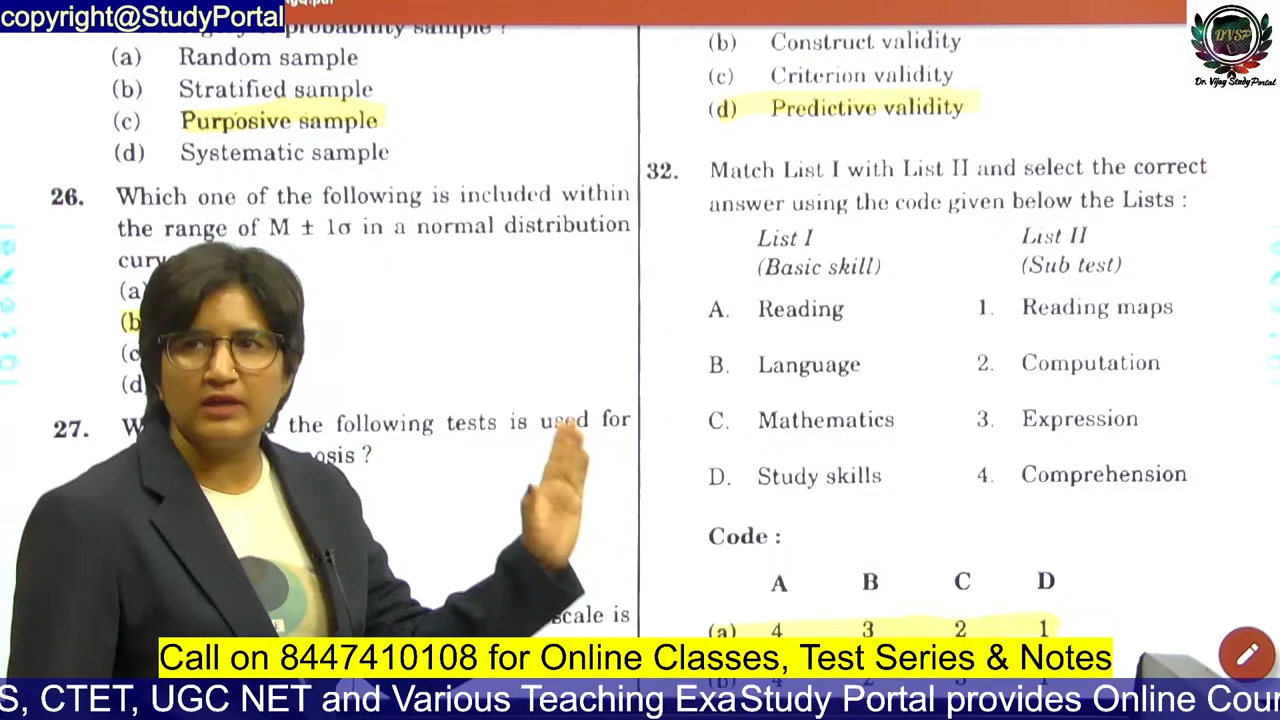 copyright@StudyPortal
probability sample ?
(a) Random sample
(b) Stratified sample
(c) Purposive sample
(d) Systematic sample
26. Which one of the following is included within
the range of M ± 1σ in a normal distribution
(a
(b
(c
(d
27. the following tests is used for
?
scale is
(b) Construct validity
(c) Criterion validity
(d) Predictive validity
32. Match List I with List II and select the correct
answer using the code given below the Lists :
List I List II
(Basic skill) (Sub test)
A. Reading 1. Reading maps
B. Language 2. Computation
C. Mathematics 3. Expression
D. Study skills 4. Comprehension
Code :
A B C D
(a) 4 3 2 1
DVSP
Dr. Vijay StudyPortal
Call on 8447410108 for Online Classes, Test Series & Notes
S, CTET, UGC NET and Various Teaching Exa Study Portal provides Online Cour